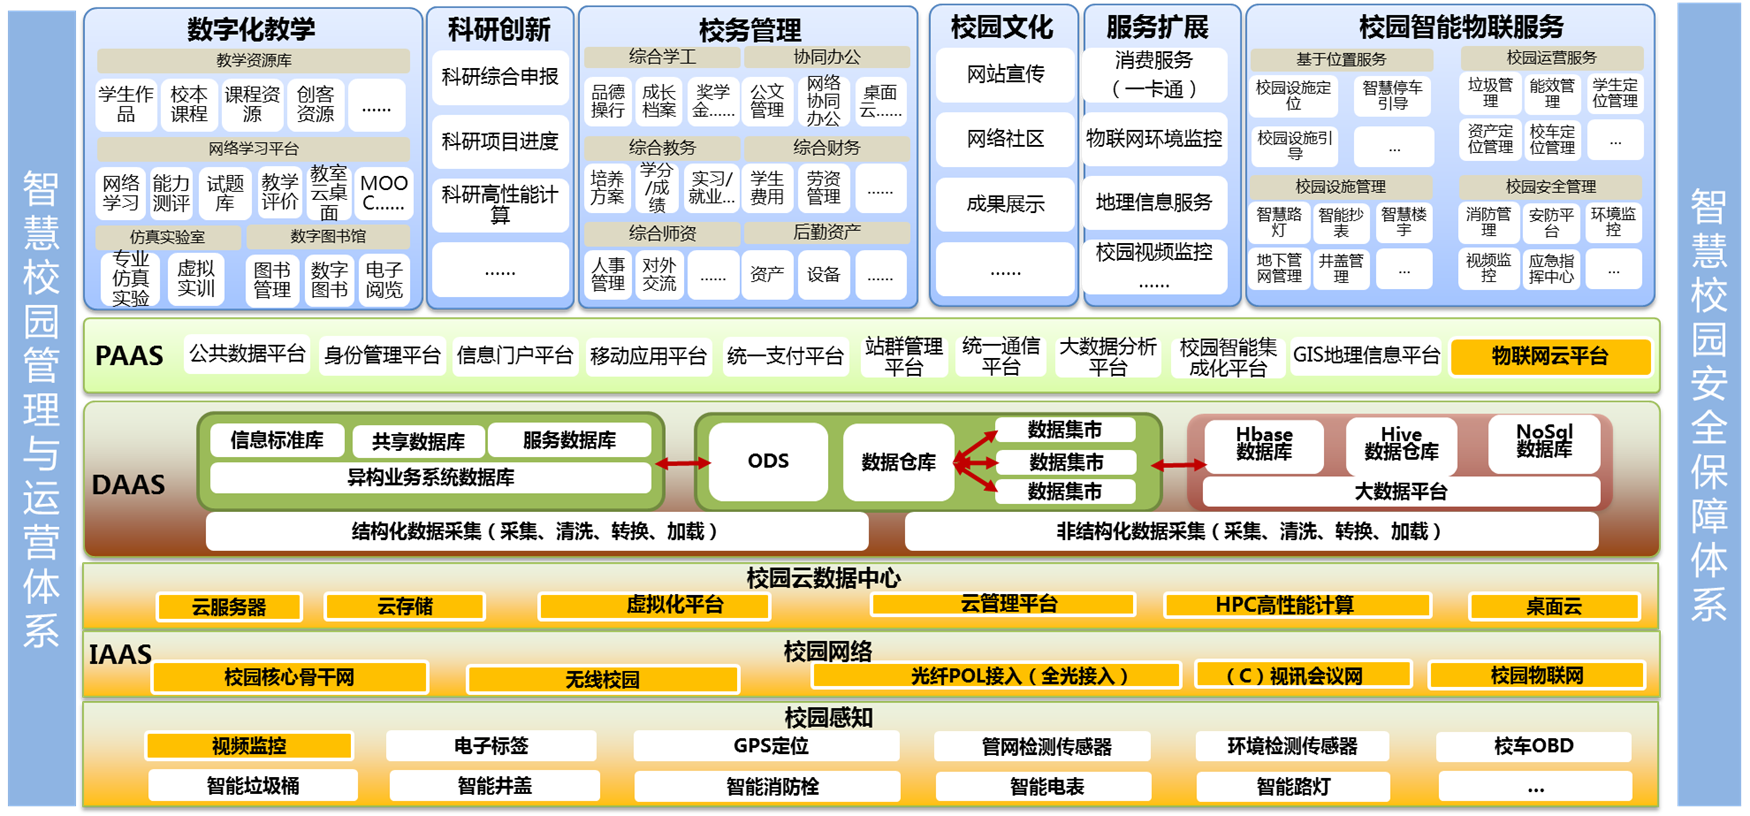 智慧校园管理与运营体系
数字化教学
教学资源库
学生作
品
校本
课程
课程资
源
创客
资源
......
网络学习平台
网络
学习
能力
测评
试题
库
教学
评价
教室
云桌
面
MOO
C......
仿真实验室
数字图书馆
专业
仿真
实验
虚拟
实训
图书
管理
数字
图书
电子
阅览
科研创新
科研综合申报
科研项目进度
科研高性能计
算
......
校务管理
综合学工
协同办公
品德
操行
成长
档案
奖学
金......
公文
管理
网络
协同
办公
桌面
云......
综合教务
综合财务
培养
方案
学分
/成
绩
实习/
就业...
学生
费用
劳资
管理
......
综合师资
后勤资产
人事
管理
对外
交流
......
资产
设备
......
校园文化
网站宣传
网络社区
成果展示
......
服务扩展
消费服务
（一卡通）
物联网环境监控
地理信息服务
校园视频监控
......
校园智能物联服务
基于位置服务
校园运营服务
校园设施定
位
智慧停车
引导
垃圾管
理
能效管
理
学生定
位管理
校园设施引
导
...
资产定
位管理
校车定
位管理
...
校园设施管理
校园安全管理
智慧路
灯
智能抄
表
智慧楼
宇
消防管
理
安防平
台
环境监
控
地下管
网管理
井盖管
理
...
视频监
控
应急指
挥中心
...
PAAS
公共数据平台
身份管理平台
信息门户平台
移动应用平台
统一支付平台
站群管理
平台
统一通信
平台
大数据分析
平台
校园智能集
成化平台
GIS地理信息平台
物联网云平台
DAAS
信息标准库
共享数据库
服务数据库
异构业务系统数据库
ODS
数据仓库
数据集市
数据集市
数据集市
Hbase
数据库
Hive
数据仓库
NoSql
数据库
大数据平台
结构化数据采集（采集、清洗、转换、加载）
非结构化数据采集（采集、清洗、转换、加载）
校园云数据中心
云服务器
云存储
虚拟化平台
云管理平台
HPC高性能计算
桌面云
IAAS
校园网络
校园核心骨干网
无线校园
光纤POL接入（全光接入）
（C）视讯会议网
校园物联网
校园感知
视频监控
电子标签
GPS定位
管网检测传感器
环境检测传感器
校车OBD
智能垃圾桶
智能井盖
智能消防栓
智能电表
智能路灯
...
智慧校园安全保障体系